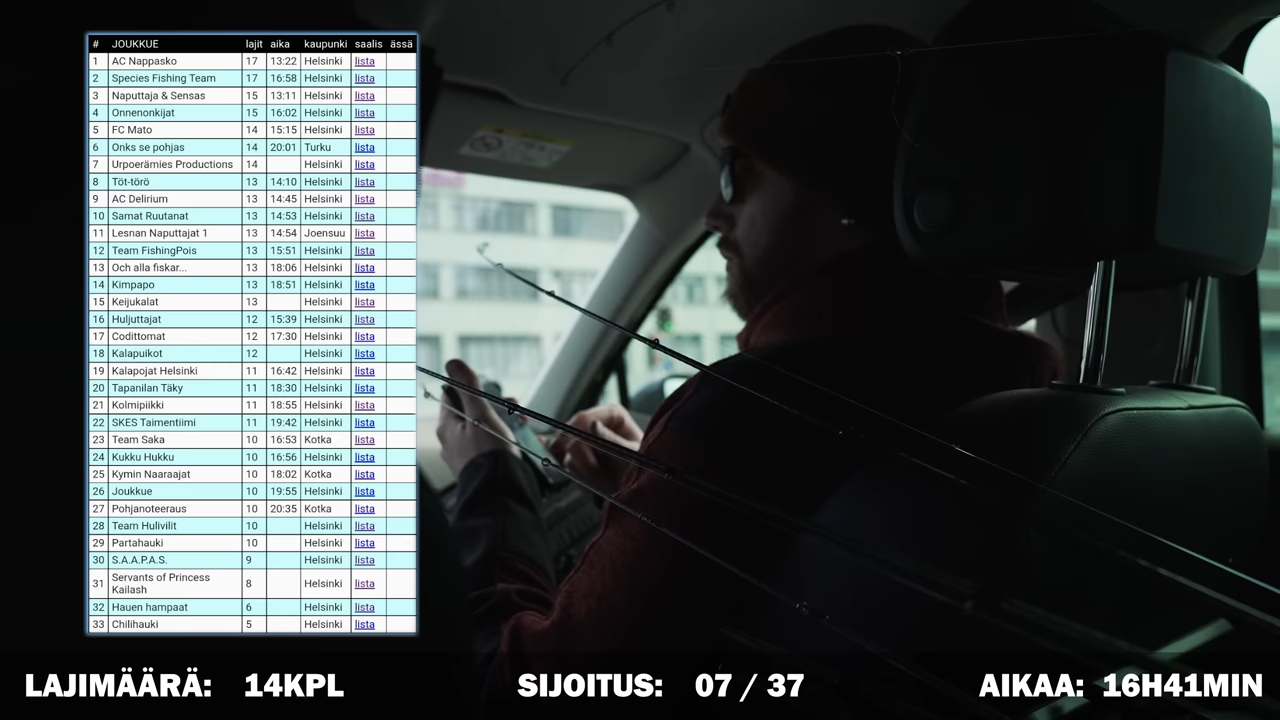 # JOUKKUE lajit aika kaupunki saalis ässä
1 AC Nappasko 17 13:22 Helsinki lista
2 Species Fishing Team 17 16:58 Helsinki lista
3 Naputtaja & Sensas 15 13:11 Helsinki lista
4 Onnenonkijat 15 16:02 Helsinki lista
5 FC Mato 14 15:15 Helsinki lista
6 Onks se pohjas 14 20:01 Turku lista
7 Urpoerämies Productions 14 Helsinki lista
8 Töt-törö 13 14:10 Helsinki lista
9 AC Delirium 13 14:45 Helsinki lista
10 Samat Ruutanat 13 14:53 Helsinki lista
11 Lesnan Naputtajat 1 13 14:54 Joensuu lista
12 Team FishingPois 13 15:51 Helsinki lista
13 Och alla fiskar... 13 18:06 Helsinki lista
14 Kimpapo 13 18:51 Helsinki lista
15 Keijukalat 13 Helsinki lista
16 Huljuttajat 12 15:39 Helsinki lista
17 Codittomat 12 17:30 Helsinki lista
18 Kalapuikot 12 Helsinki lista
19 Kalapojat Helsinki 11 16:42 Helsinki lista
20 Tapanilan Täky 11 18:30 Helsinki lista
21 Kolmipiikki 11 18:55 Helsinki lista
22 SKES Taimentiimi 11 19:42 Helsinki lista
23 Team Saka 10 16:53 Kotka lista
24 Kukku Hukku 10 16:56 Helsinki lista
25 Kymin Naaraajat 10 18:02 Kotka lista
26 Joukkue 10 19:55 Helsinki lista
27 Pohjanoteeraus 10 20:35 Kotka lista
28 Team Hulivilit 10 Helsinki lista
29 Partahauki 10 Helsinki lista
30 S.A.A.P.A.S. 9 Helsinki lista
31 Servants of Princess Kailash 8 Helsinki lista
32 Hauen hampaat 6 Helsinki lista
33 Chilihauki 5 Helsinki lista
LAJIMÄÄRÄ: 14KPL SIJOITUS: 07 / 37 AIKAA: 16H41MIN